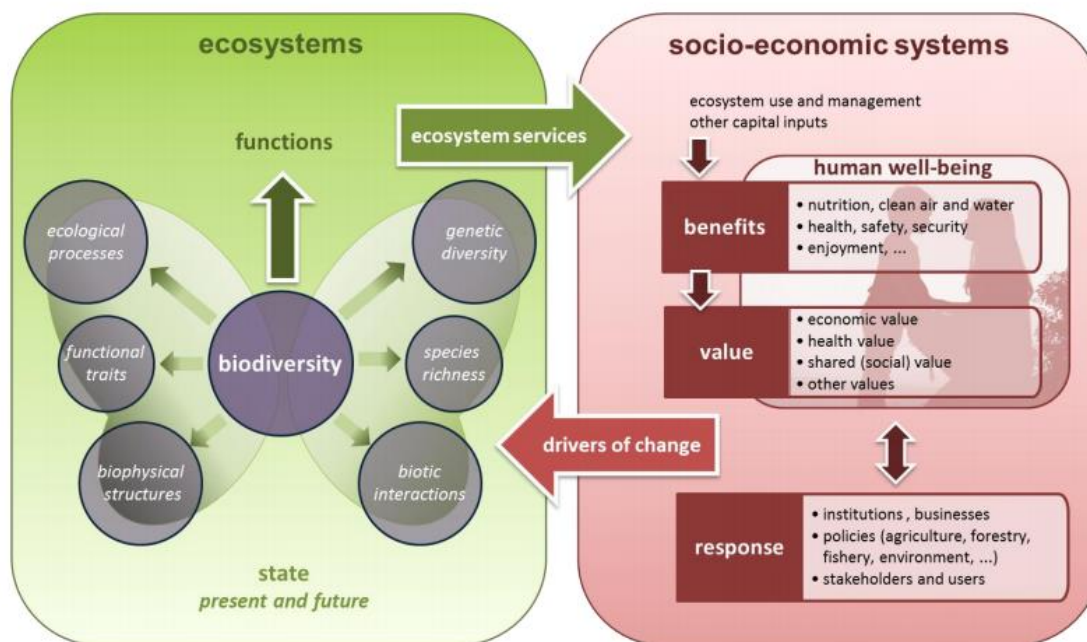 ecosystems
functions
ecological
processes
genetic
diversity
functional
traits
biodiversity
species
richness
biophysical
structures
biotic
interactions
state
present and future
ecosystem services
drivers of change
socio-economic systems
ecosystem use and management
other capital inputs
human well-being
benefits
• nutrition, clean air and water
• health, safety, security
• enjoyment, ...
value
• economic value
• health value
• shared (social) value
• other values
response
• institutions , businesses
• policies (agriculture, forestry,
fishery, environment, ...)
• stakeholders and users